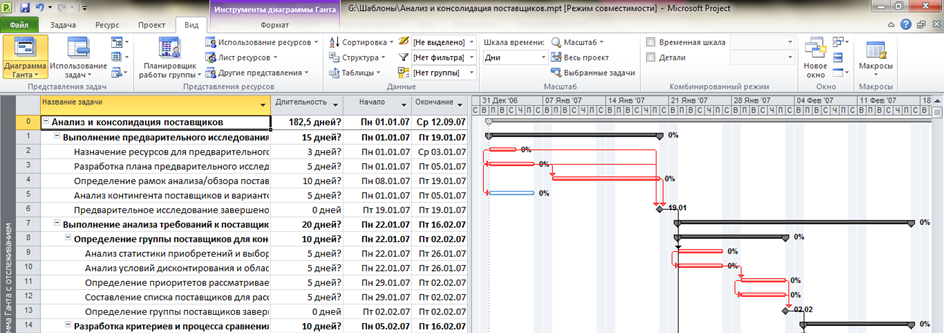 Инструменты диаграммы Ганта
G:\Шаблоны\Анализ и консолидация поставщиков.mpt [Режим совместимости] - Microsoft Project
Файл Задача Ресурс Проект Вид Формат
Диаграмма Ганта Использование задач
Представления задач
Планировщик работы группы
Использование ресурсов
Лист ресурсов
Другие представления
Представления ресурсов
Сортировка [Не выделено]
Структура [Нет фильтра]
Таблицы [Нет группы]
Данные
Шкала времени: Масштаб
Дни Весь проект
Выбранные задачи
Масштаб
Временная шкала
Детали
Комбинированный режим
Новое окно
Окно
Макросы
Макросы
Название задачи Длительность Начало Окончание 31 Дек '06 07 Янв '07 14 Янв '07 21 Янв '07 28 Янв '07 04 Фев '07 11 Фев '07 18
0 Анализ и консолидация поставщиков 182,5 дней? Пн 01.01.07 Ср 12.09.07
1 Выполнение предварительного исследования 15 дней? Пн 01.01.07 Пт 19.01.07 0%
2 Назначение ресурсов для предварительного 3 дней? Пн 01.01.07 Ср 03.01.07 0%
3 Разработка плана предварительного исслед 5 дней? Пн 01.01.07 Пт 05.01.07 0%
4 Определение рамок анализа/обзора постав 10 дней? Пн 08.01.07 Пт 19.01.07 0%
5 Анализ контингента поставщиков и вариант 5 дней? Пн 01.01.07 Пт 05.01.07 0%
6 Предварительное исследование завершено 0 дней Пт 19.01.07 Пт 19.01.07 19.01
7 Выполнение анализа требований к поставщик 20 дней? Пн 22.01.07 Пт 16.02.07 0%
8 Определение группы поставщиков для кон 10 дней? Пн 22.01.07 Пт 02.02.07 0%
9 Анализ статистики приобретений и выбор 5 дней? Пн 22.01.07 Пт 26.01.07 0%
10 Анализ условий дисконтирования и облас 5 дней? Пн 22.01.07 Пт 26.01.07 0%
11 Определение приоритетов рассматривае 5 дней? Пн 29.01.07 Пт 02.02.07 0%
12 Составление списка поставщиков для расс 5 дней? Пн 29.01.07 Пт 02.02.07 0%
13 Определение группы поставщиков завер 0 дней Пт 02.02.07 Пт 02.02.07 02.02
14 Разработка критериев и процесса сравнения 10 дней? Пн 05.02.07 Пт 16.02.07 0%
мма Ганта с отслеживанием